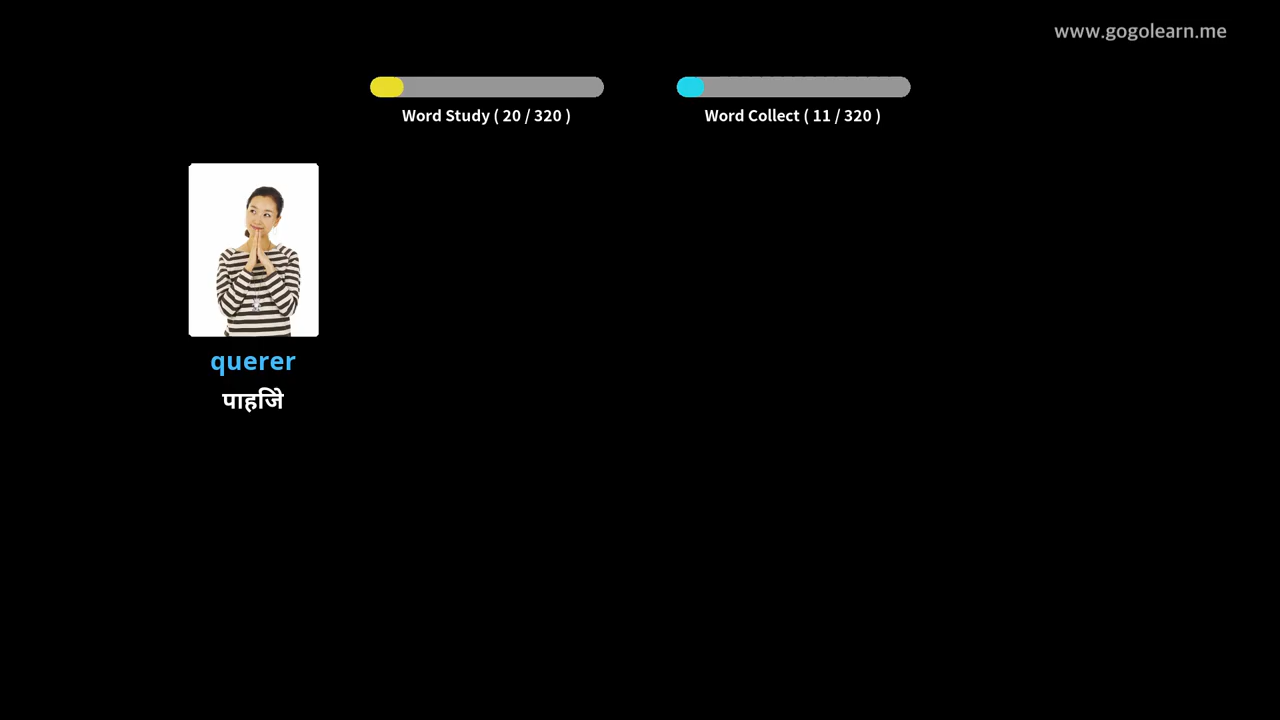 www.gogolearn.me
Word Study ( 20 / 320 )
Word Collect ( 11 / 320 )
querer
पाहिजे